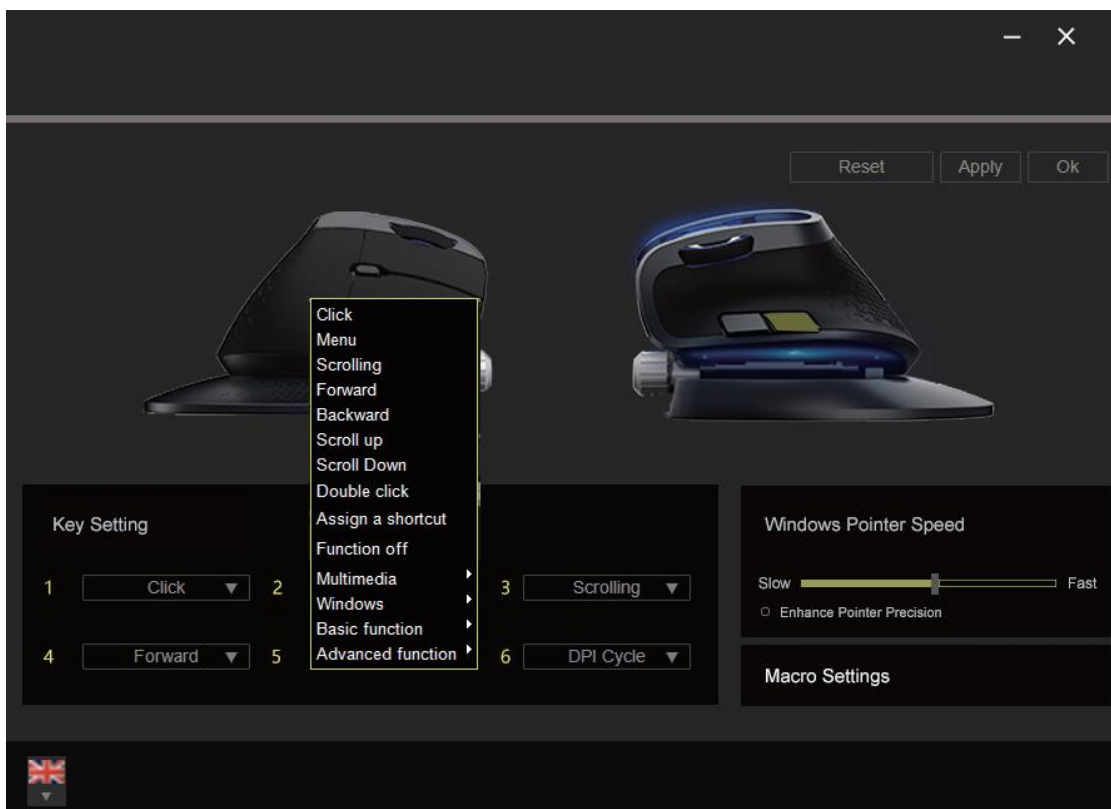 Reset Apply Ok
Click
Menu
Scrolling
Forward
Backward
Scroll up
Scroll Down
Double click
Assign a shortcut
Function off
Multimedia
Windows
Basic function
Advanced function
Key Setting
1 Click 2 3 Scrolling
4 Forward 5 6 DPI Cycle
Windows Pointer Speed
Slow Fast
Enhance Pointer Precision
Macro Settings